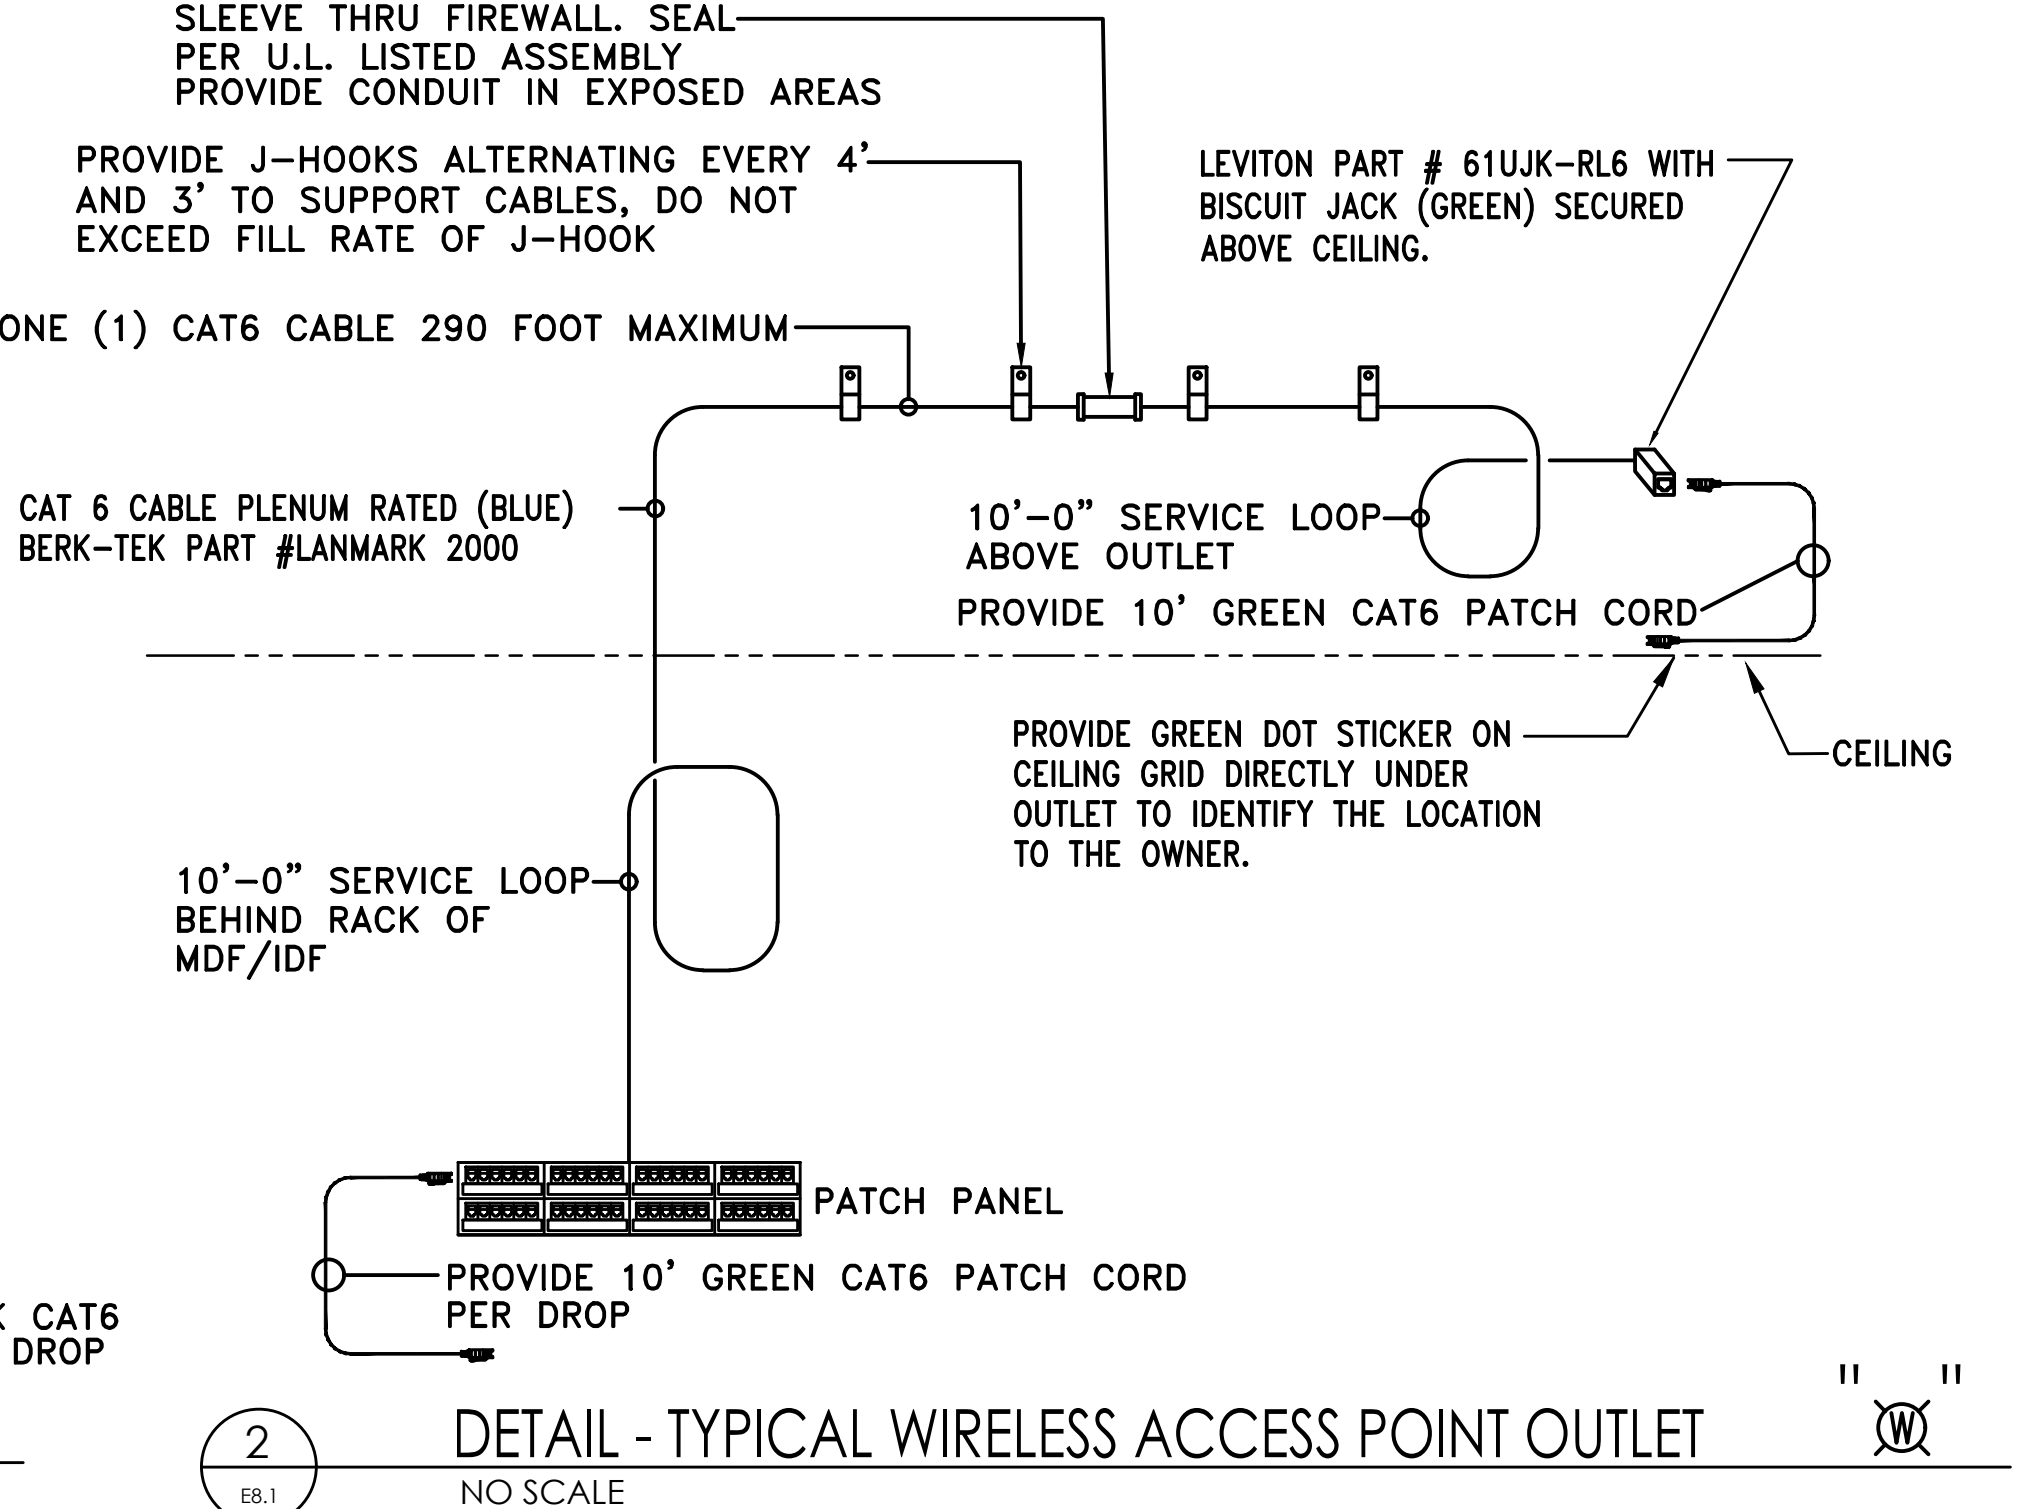 SLEEVE THRU FIREWALL. SEAL
PER U.L. LISTED ASSEMBLY
PROVIDE CONDUIT IN EXPOSED AREAS
PROVIDE J-HOOKS ALTERNATING EVERY 4'
AND 3' TO SUPPORT CABLES, DO NOT
EXCEED FILL RATE OF J-HOOK
LEVITON PART # 61UJK-RL6 WITH
BISCUIT JACK (GREEN) SECURED
ABOVE CEILING.
ONE (1) CAT6 CABLE 290 FOOT MAXIMUM
CAT 6 CABLE PLENUM RATED (BLUE)
BERK-TEK PART #LANMARK 2000
10'-0" SERVICE LOOP
ABOVE OUTLET
PROVIDE 10' GREEN CAT6 PATCH CORD
PROVIDE GREEN DOT STICKER ON
CEILING GRID DIRECTLY UNDER
OUTLET TO IDENTIFY THE LOCATION
TO THE OWNER.
CEILING
10'-0" SERVICE LOOP
BEHIND RACK OF
MDF/IDF
PATCH PANEL
PROVIDE 10' GREEN CAT6 PATCH CORD
PER DROP
CAT6
DROP
2
E8.1
DETAIL - TYPICAL WIRELESS ACCESS POINT OUTLET
" W "
NO SCALE